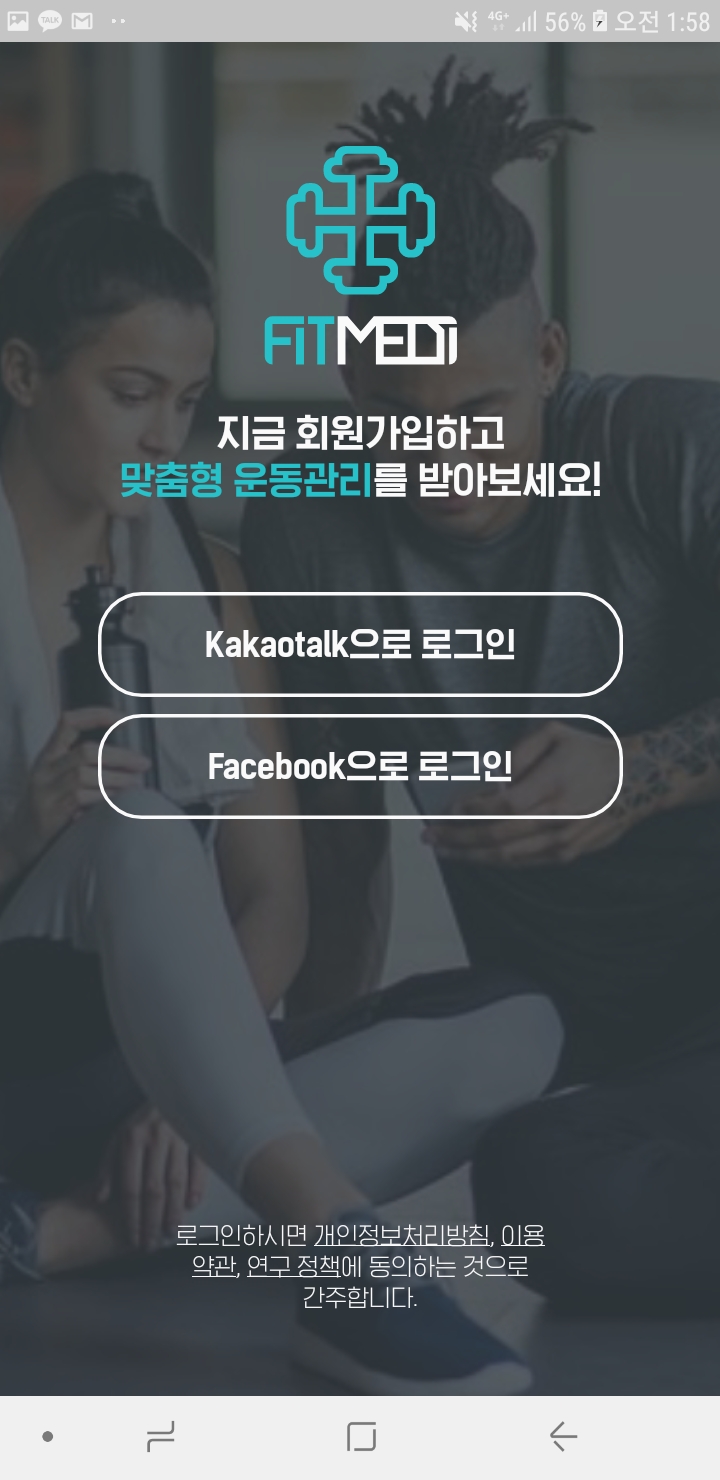 TALK
4G+
56%
오전 1:58
FITMEDI
지금 회원가입하고
맞춤형 운동관리를 받아보세요!
Kakaotalk으로 로그인
Facebook으로 로그인
로그인하시면 개인정보처리방침, 이용
약관, 연구 정책에 동의하는 것으로
간주합니다.